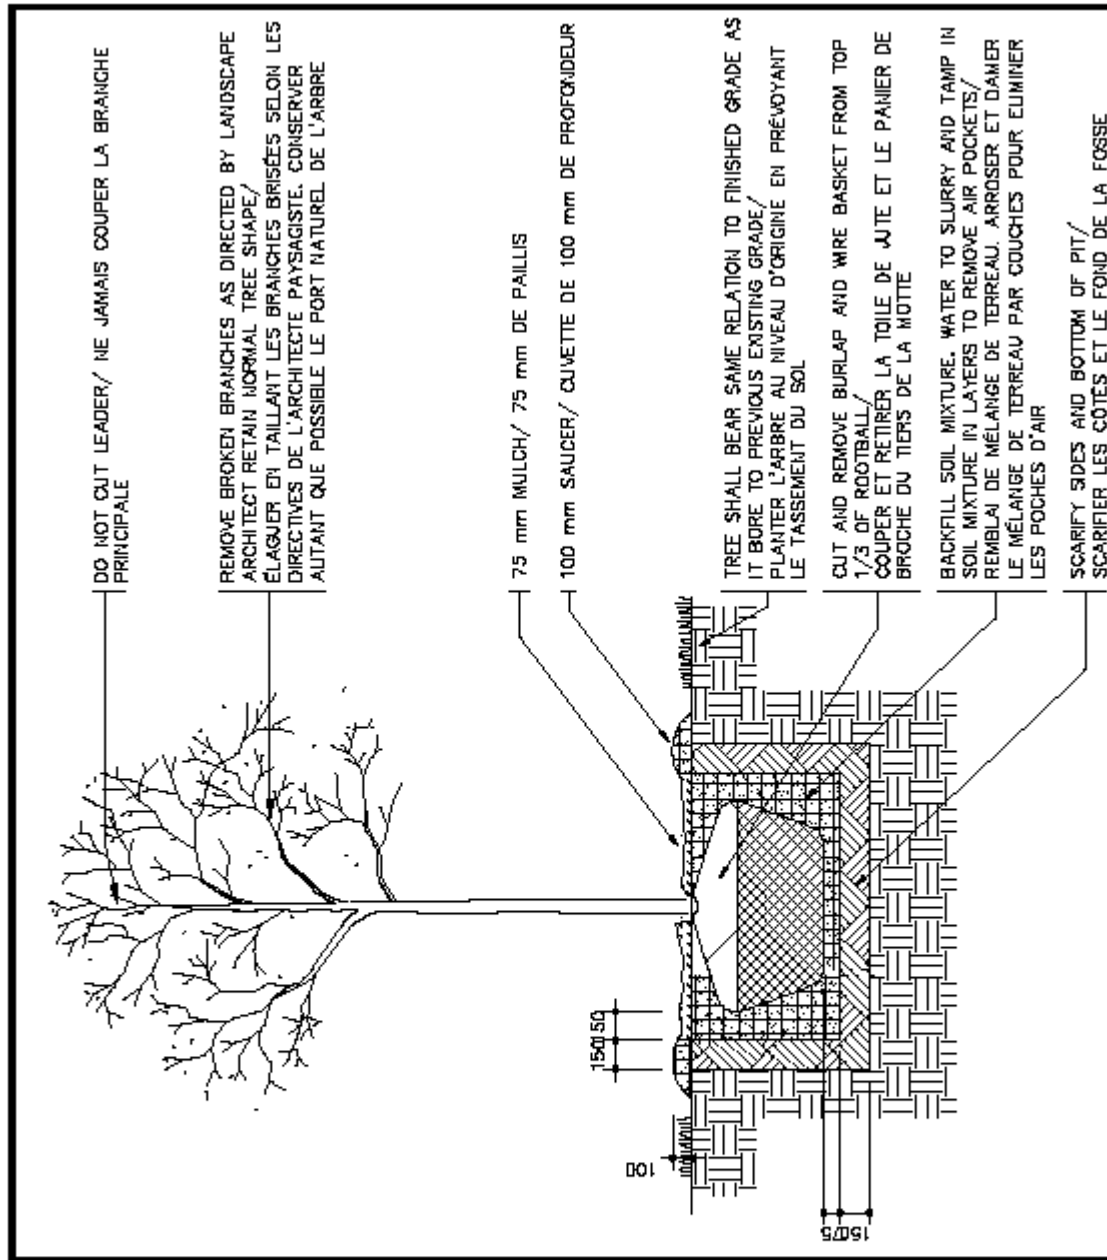 DO NOT CUT LEADER/ NE JAMAIS COUPER LA BRANCHE
PRINCIPALE
REMOVE BROKEN BRANCHES AS DIRECTED BY LANDSCAPE
ARCHITECT RETAIN NORMAL TREE SHAPE/
ÉLAGUER EN TAILLANT LES BRANCHES BRISÉES SELON LES
DIRECTIVES DE L'ARCHITECTE PAYSAGISTE. CONSERVER
AUTANT QUE POSSIBLE LE PORT NATUREL DE L'ARBRE
75 mm MULCH/ 75 mm DE PAILLIS
100 mm SAUCER/ CUVETTE DE 100 mm DE PROFONDEUR
TREE SHALL BEAR SAME RELATION TO FINISHED GRADE AS
IT BORE TO PREVIOUS EXISTING GRADE/
PLANTER L'ARBRE AU NIVEAU D'ORIGINE EN PRÉVOYANT
LE TASSEMENT DU SOL
CUT AND REMOVE BURLAP AND WIRE BASKET FROM TOP
1/3 OF ROOTBALL/
COUPER ET RETIRER LA TOILE DE JUTE ET LE PANIER DE
BROCHE DU TIERS DE LA MOTTE
BACKFILL SOIL MIXTURE. WATER TO SLURRY AND TAMP IN
SOIL MIXTURE IN LAYERS TO REMOVE AIR POCKETS/
REMBLAI DE MÉLANGE DE TERREAU. ARROSER ET DAMER
LE MÉLANGE DE TERREAU PAR COUCHES POUR ELIMINER
LES POCHES D'AIR
SCARIFY SIDES AND BOTTOM OF PIT/
SCARIFIER LES CÔTÉS ET LE FOND DE LA FOSSE
150
150
100
150
75